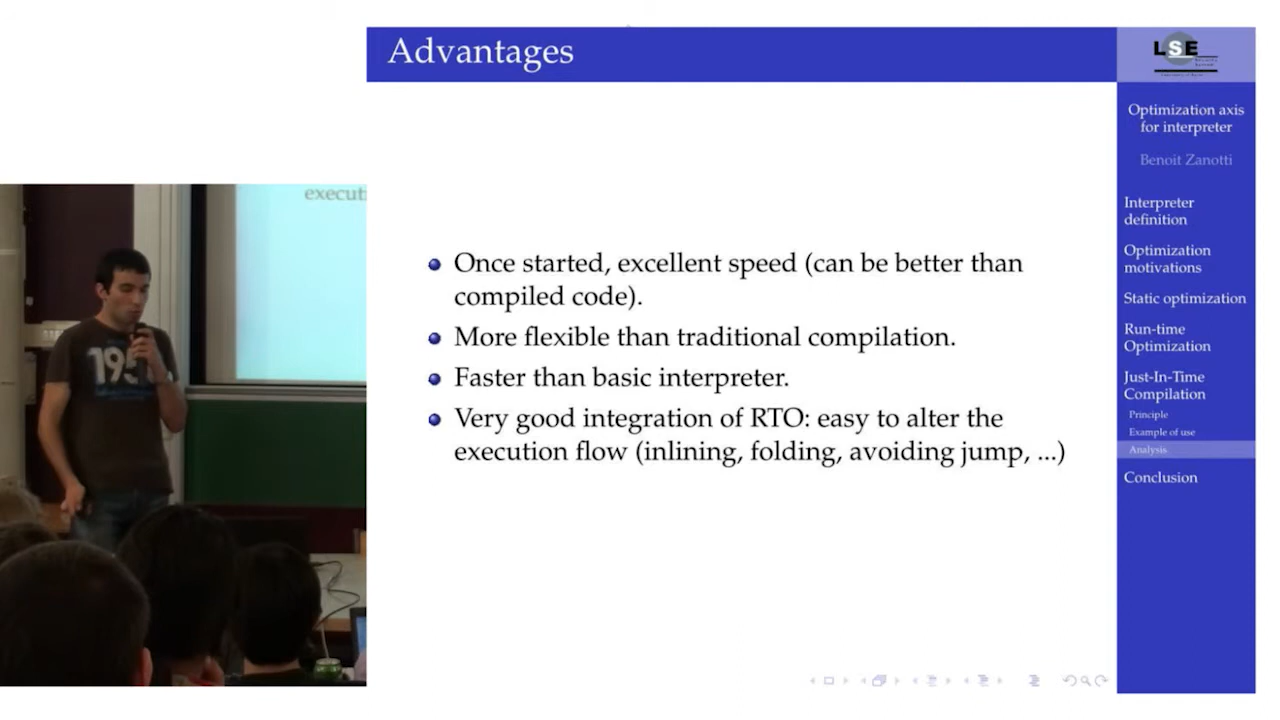 Advantages
Once started, excellent speed (can be better than
compiled code).
More flexible than traditional compilation.
Faster than basic interpreter.
Very good integration of RTO: easy to alter the
execution flow (inlining, folding, avoiding jump, ...)
LSE
Optimization axis
for interpreter
Benoit Zanotti
Interpreter
definition
Optimization
motivations
Static optimization
Run-time
Optimization
Just-In-Time
Compilation
Principle
Example of use
Analysis
Conclusion
executi
195